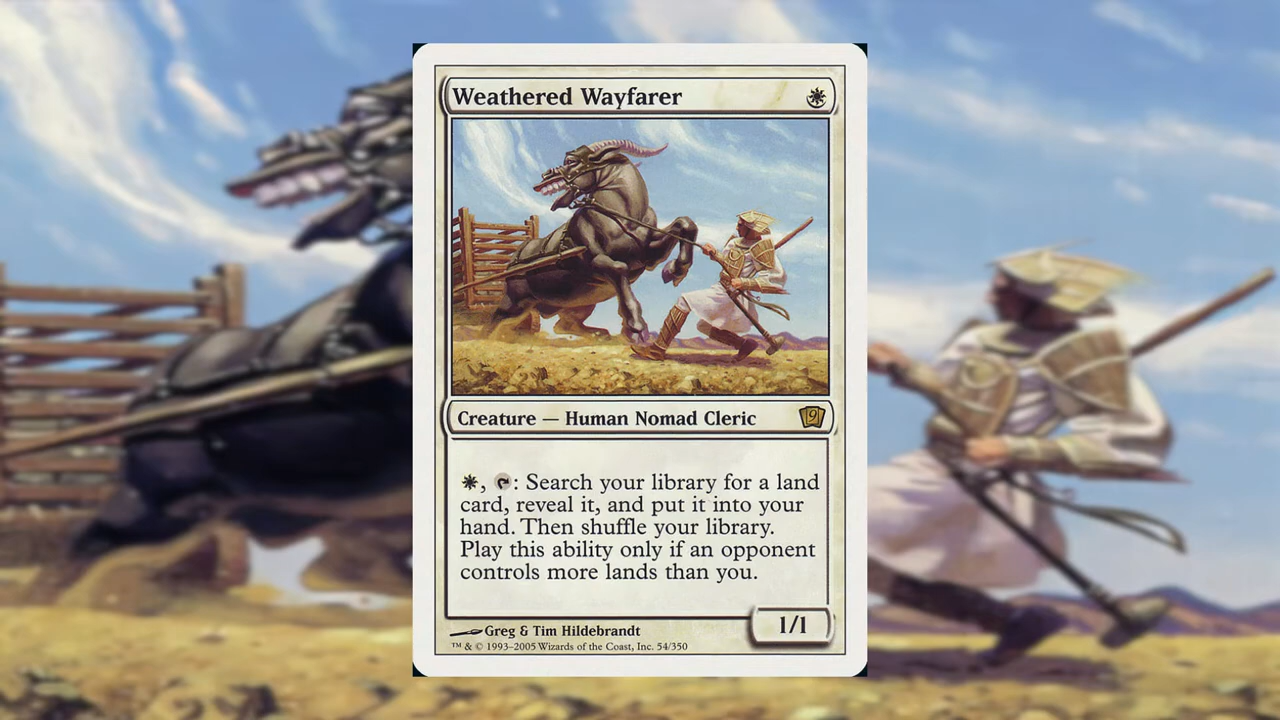 Weathered Wayfarer
Creature — Human Nomad Cleric
9
, : Search your library for a land
card, reveal it, and put it into your
hand. Then shuffle your library.
Play this ability only if an opponent
controls more lands than you.
1/1
Greg & Tim Hildebrandt
™ & © 1993–2005 Wizards of the Coast, Inc. 54/350